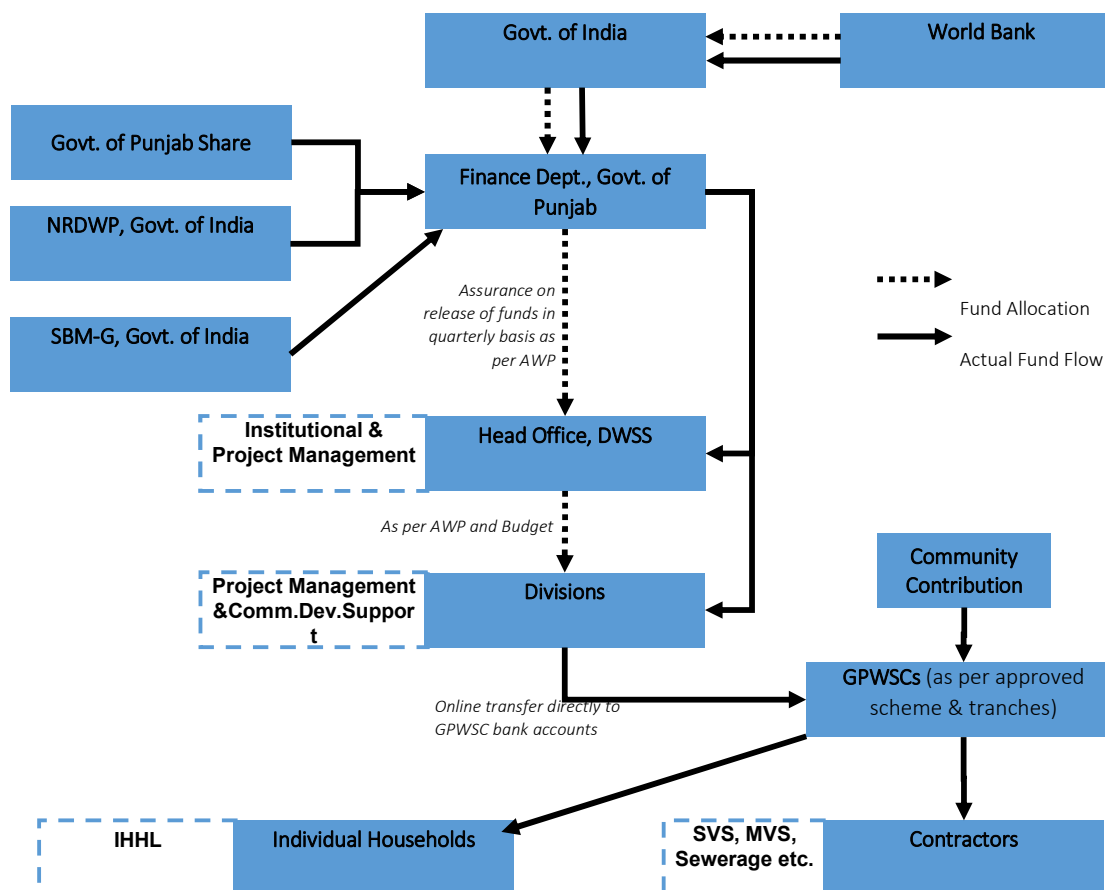 Govt. of India
World Bank
Govt. of Punjab Share
Finance Dept., Govt. of
Punjab
NRDWP, Govt. of India
Assurance on
release of funds in
quarterly basis as
per AWP
Fund Allocation
SBM-G, Govt. of India
Actual Fund Flow
Institutional &
Project Management
Head Office, DWSS
As per AWP and Budget
Community
Contribution
Project Management
&Comm.Dev.Suppor
t
Divisions
GPWSCs (as per approved
scheme & tranches)
Online transfer directly to
GPWSC bank accounts
IHHL
Individual Households
SVS, MVS,
Sewerage etc.
Contractors